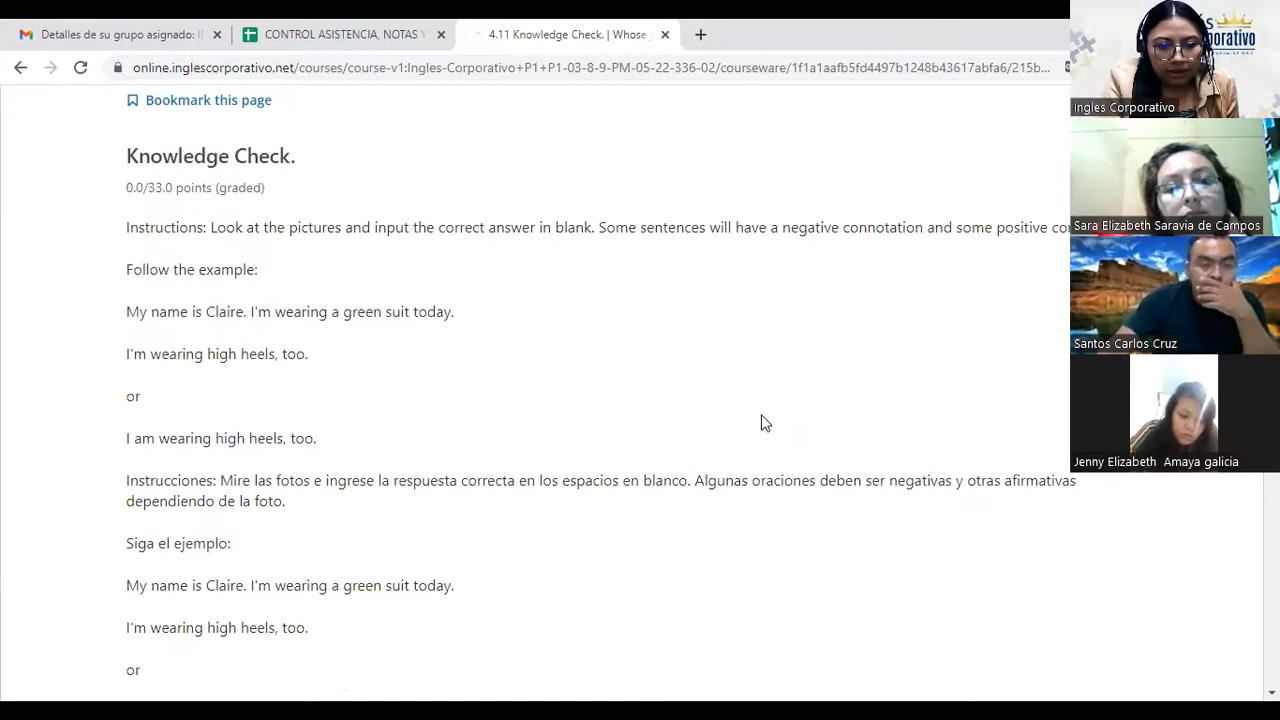 Detalles de su grupo asignado: I
CONTROL ASISTENCIA, NOTAS
4.11 Knowledge Check. | Whose
online.inglescorporativo.net/courses/course-v1:Ingles-Corporativo+P1+P1-03-8-9-PM-05-22-336-02/courseware/1f1a1aafb5fd4497b1248b43617abfa6/215b...
Bookmark this page
Knowledge Check.
0.0/33.0 points (graded)
Instructions: Look at the pictures and input the correct answer in blank. Some sentences will have a negative connotation and some positive co
Follow the example:
My name is Claire. I'm wearing a green suit today.
I'm wearing high heels, too.
or
I am wearing high heels, too.
Instrucciones: Mire las fotos e ingrese la respuesta correcta en los espacios en blanco. Algunas oraciones deben ser negativas y otras afirmativas
dependiendo de la foto.
Siga el ejemplo:
My name is Claire. I'm wearing a green suit today.
I'm wearing high heels, too.
or
Ingles Corporativo
Sara Elizabeth Saravia de Campos
Santos Carlos Cruz
Jenny Elizabeth Amaya galicia